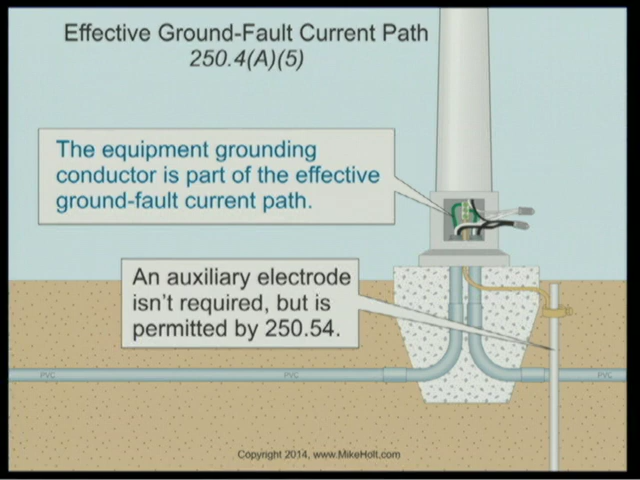 Effective Ground-Fault Current Path
250.4(A)(5)
The equipment grounding
conductor is part of the effective
ground-fault current path.
An auxiliary electrode
isn't required, but is
permitted by 250.54.
PVC PVC PVC
Copyright 2014, www.MikeHolt.com